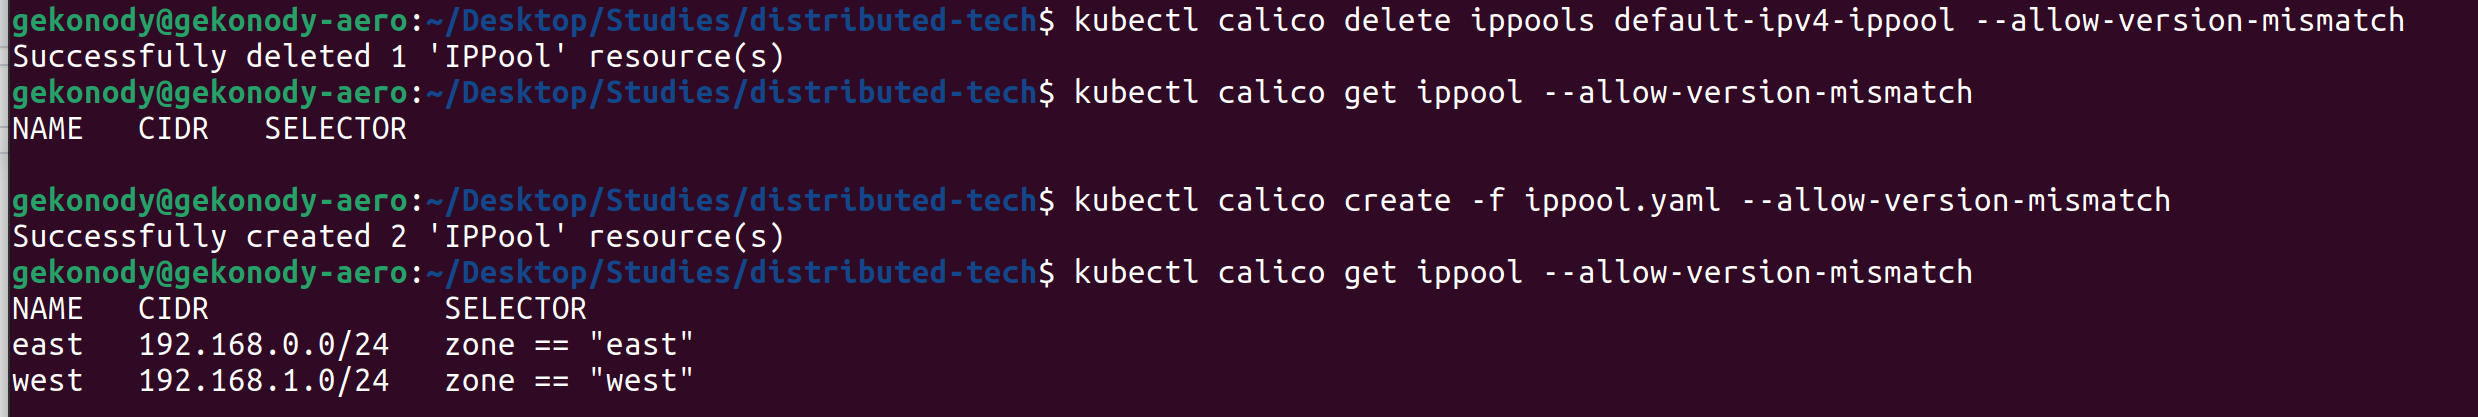 gekonody@gekonody-aero:~/Desktop/Studies/distributed-tech$ kubectl calico delete ippools default-ipv4-ippool --allow-version-mismatch
Successfully deleted 1 'IPPool' resource(s)
gekonody@gekonody-aero:~/Desktop/Studies/distributed-tech$ kubectl calico get ippool --allow-version-mismatch
NAME   CIDR   SELECTOR
gekonody@gekonody-aero:~/Desktop/Studies/distributed-tech$ kubectl calico create -f ippool.yaml --allow-version-mismatch
Successfully created 2 'IPPool' resource(s)
gekonody@gekonody-aero:~/Desktop/Studies/distributed-tech$ kubectl calico get ippool --allow-version-mismatch
NAME   CIDR             SELECTOR
east   192.168.0.0/24   zone == "east"
west   192.168.1.0/24   zone == "west"